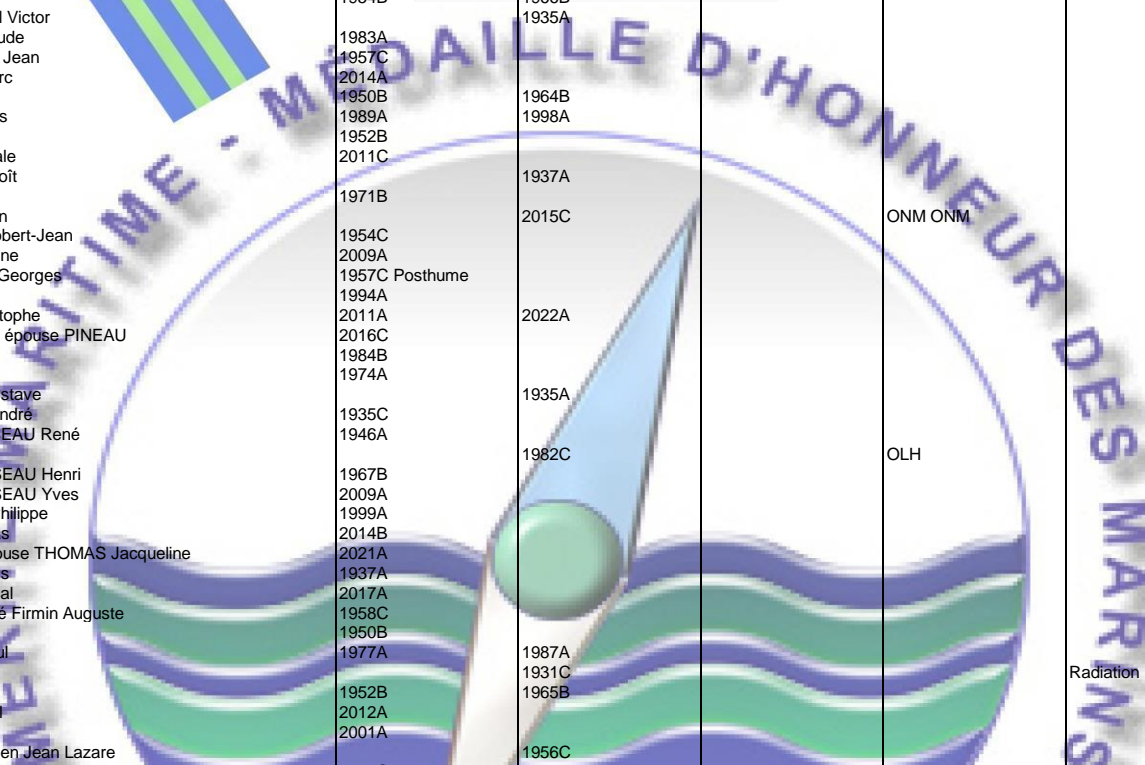 l Victor 1935A
ude 1983A
Jean 1957C
rc 2014A
1950B 1964B
s 1989A 1998A
1952B
ale 2011C
oît 1937A
1971B
n 2015C ONM ONM
obert-Jean 1954C
ne 2009A
Georges 1957C Posthume
1994A
tophe 2011A 2022A
épouse PINEAU 2016C
1984B
1974A
stave 1935A
ndré 1935C
EAU René 1946A
1982C OLH
SEAU Henri 1967B
SEAU Yves 2009A
hilippe 1999A
as 2014B
ouse THOMAS Jacqueline 2021A
s 1937A
al 2017A
é Firmin Auguste 1958C
1950B
ul 1977A 1987A
1931C Radiation
1952B 1965B
l 2012A
2001A
en Jean Lazare 1956C
MARITIME - MÉDAILLE D'HONNEUR DES MARINS